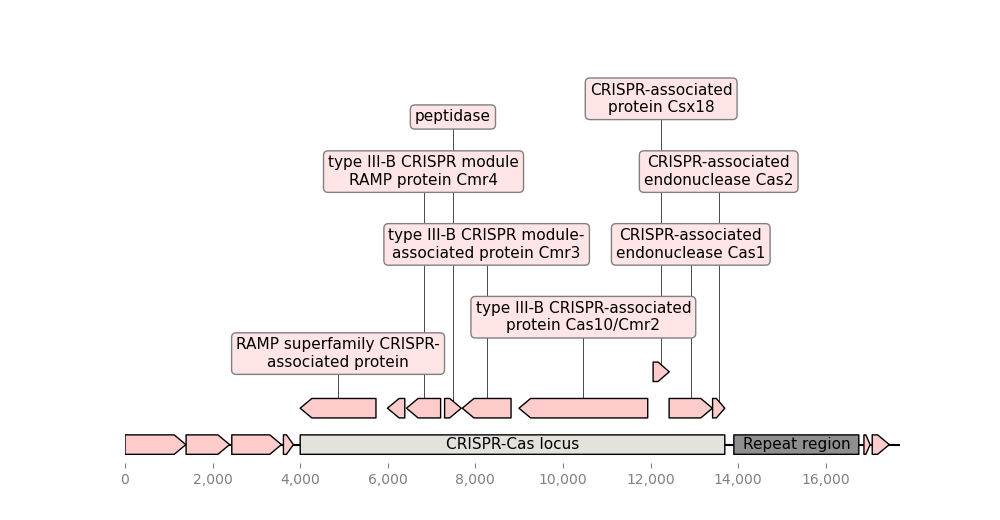 CRISPR-associated
protein Csx18
peptidase
type III-B CRISPR module
RAMP protein Cmr4
CRISPR-associated
endonuclease Cas2
type III-B CRISPR module-
associated protein Cmr3
CRISPR-associated
endonuclease Cas1
type III-B CRISPR-associated
protein Cas10/Cmr2
RAMP superfamily CRISPR-
associated protein
CRISPR-Cas locus
Repeat region
0 2,000 4,000 6,000 8,000 10,000 12,000 14,000 16,000